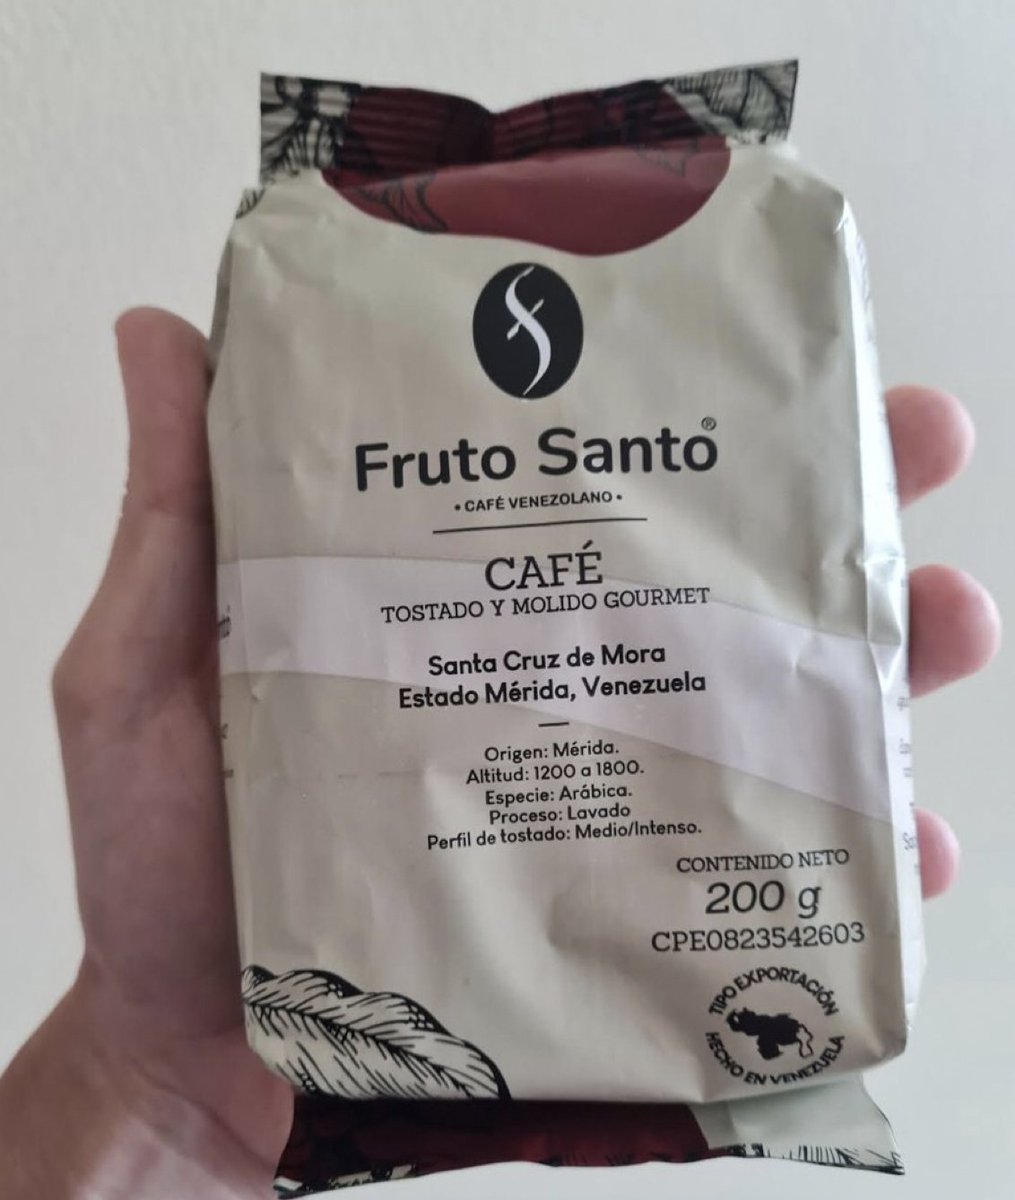 Fruto Santo®
• CAFÉ VENEZOLANO •
CAFÉ
TOSTADO Y MOLIDO GOURMET
Santa Cruz de Mora
Estado Mérida, Venezuela
Origen: Mérida.
Altitud: 1200 a 1800.
Especie: Arábica.
Proceso: Lavado
Perfil de tostado: Medio/Intenso.
CONTENIDO NETO
200 g
CPE0823542603
TIPO EXPORTACIÓN
HECHO EN VENEZUELA